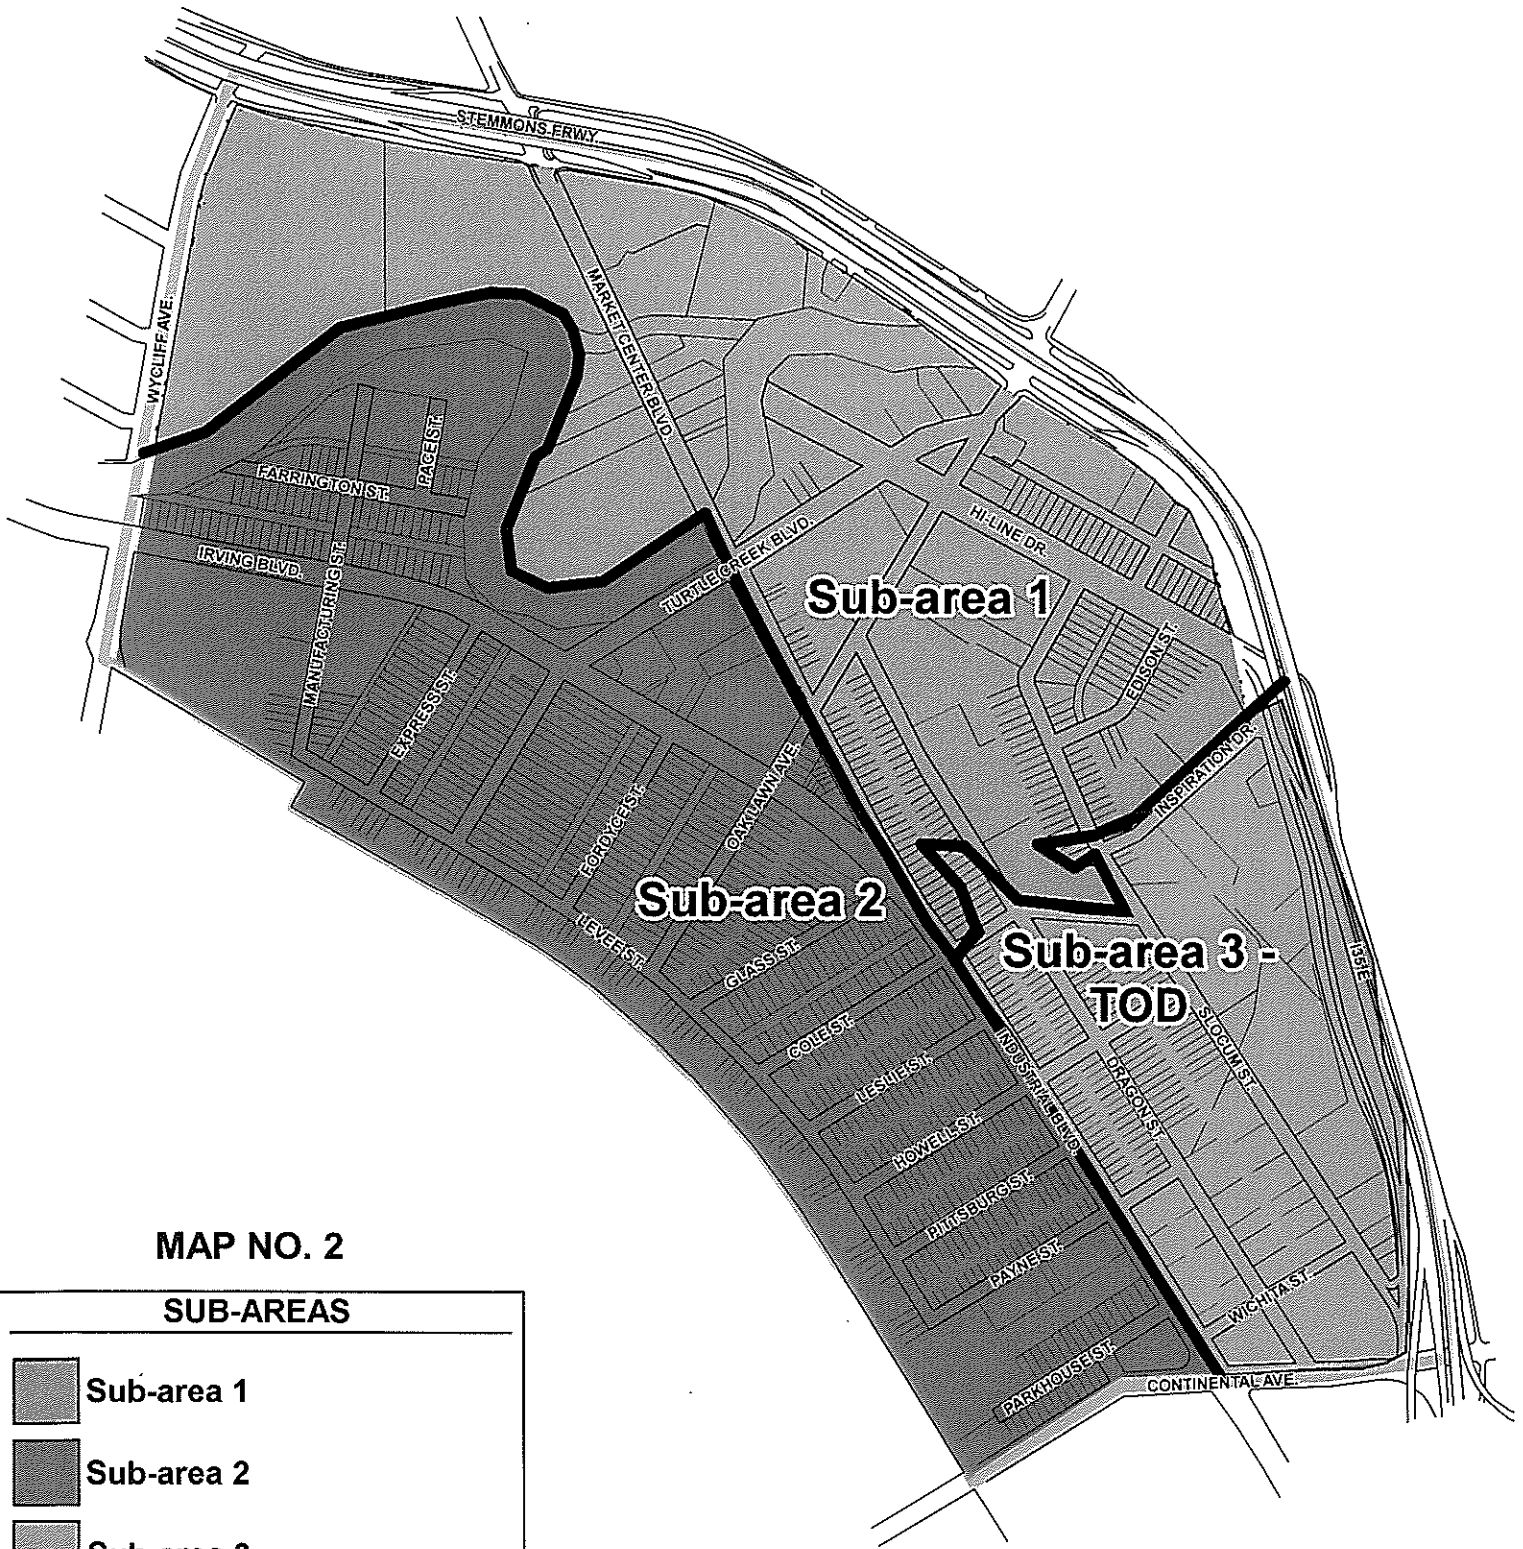 STEMMONS FRWY.
WYCLIFF AVE.
MARKET CENTER BLVD.
PACE ST.
FARRINGTON ST.
IRVING BLVD.
MANUFACTURING ST.
TURTLE CREEK BLVD.
HI-LINE DR.
Sub-area 1
EDISON ST.
EXPRESS ST.
INSPIRATION DR.
OAK LAWN AVE.
FORDYCE ST.
Sub-area 2
LEVEE ST.
GLASS ST.
Sub-area 3 -
TOD
I35 E
COLE ST.
SLOCUM ST.
INDUSTRIAL BLVD.
DRAGON ST.
LESLIE ST.
HOWELL ST.
PITTSBURG ST.
PAYNE ST.
WICHITA ST.
PARKHOUSE ST.
CONTINENTAL AVE.
MAP NO. 2
SUB-AREAS
Sub-area 1
Sub-area 2